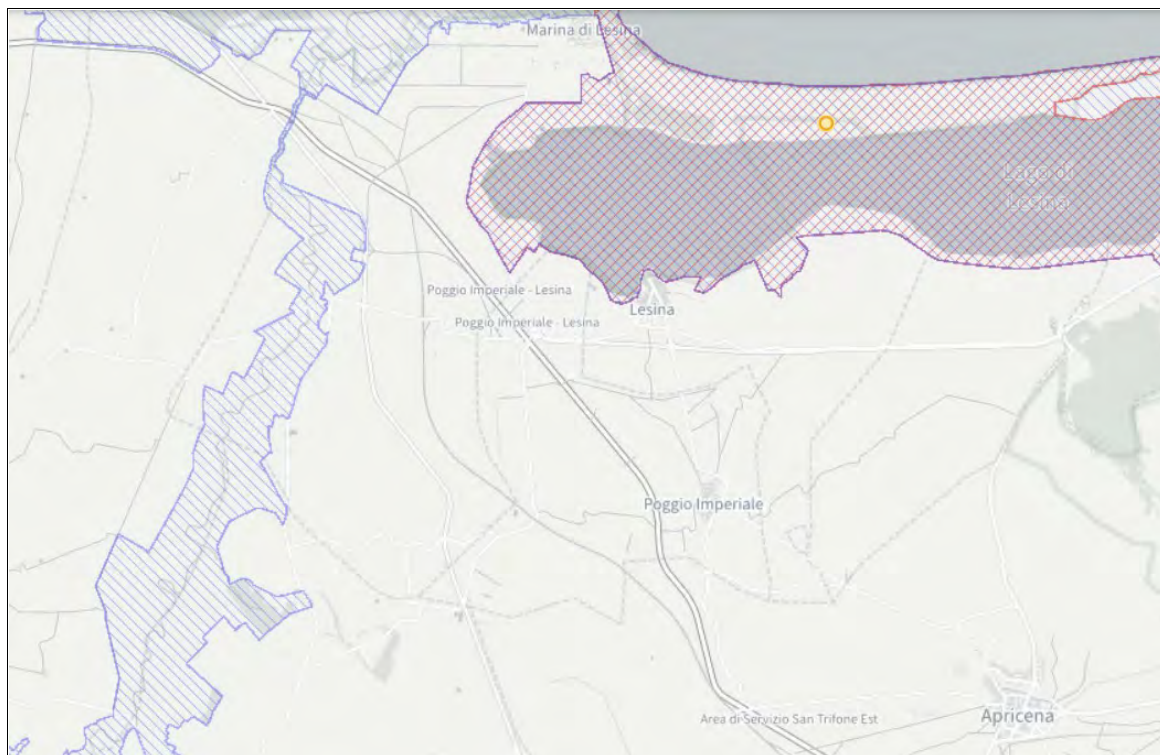 Marina di Lesina
Lago di
Lesina
Poggio Imperiale - Lesina
Lesina
Poggio Imperiale - Lesina
Poggio Imperiale
Apricena
Area di Servizio San Trifone Est